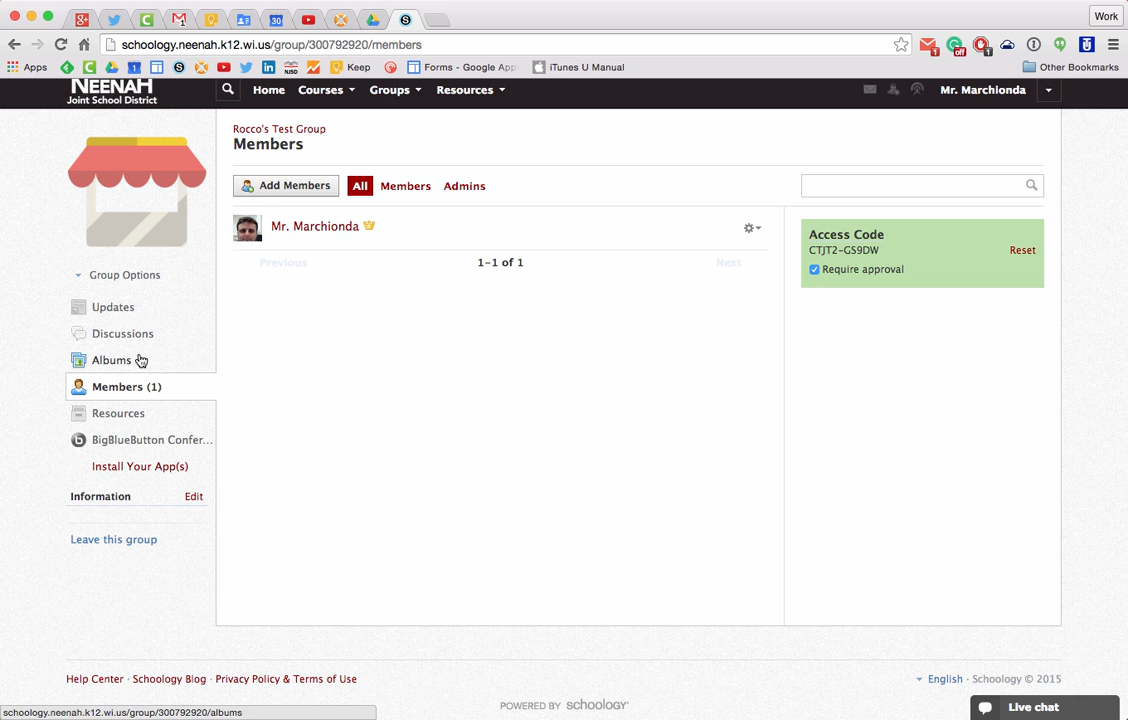 Work
schoology.neenah.k12.wi.us/group/300792920/members
Apps
Keep
Forms - Google App
iTunes U Manual
Other Bookmarks
NEENAH
Joint School District
Home
Courses
Groups
Resources
Mr. Marchionda
Rocco's Test Group
Members
Add Members
All
Members
Admins
Mr. Marchionda
Previous
1-1 of 1
Next
Access Code
CTJT2-GS9DW
Reset
Require approval
Group Options
Updates
Discussions
Albums
Members (1)
Resources
BigBlueButton Confer...
Install Your App(s)
Information
Edit
Leave this group
Help Center · Schoology Blog · Privacy Policy & Terms of Use
English · Schoology © 2015
POWERED BY schoology
Live chat
schoology.neenah.k12.wi.us/group/300792920/albums